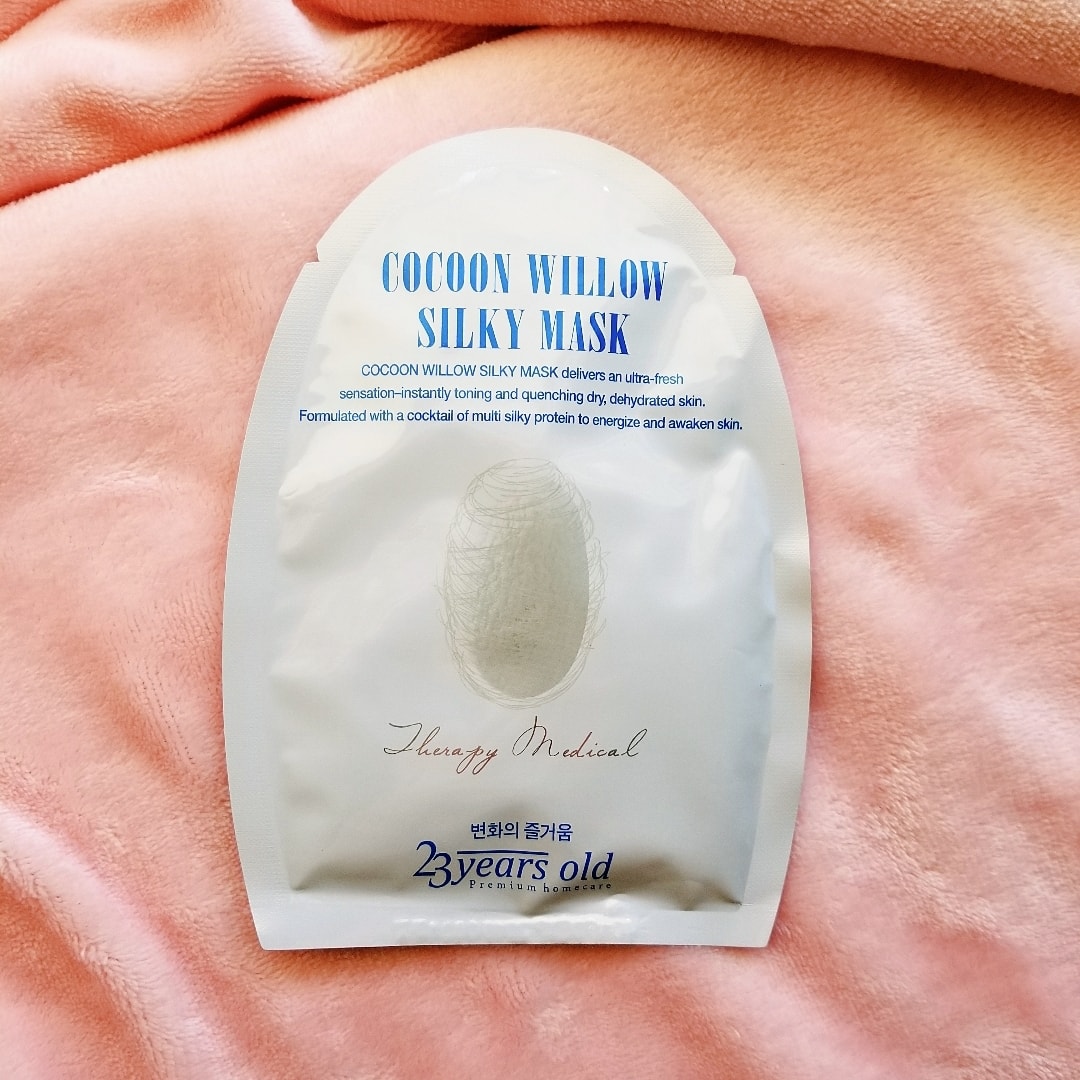 COCOON WILLOW
SILKY MASK
COCOON WILLOW SILKY MASK delivers an ultra-fresh
sensation–instantly toning and quenching dry, dehydrated skin.
Formulated with a cocktail of multi silky protein to energize and awaken skin.
Therapy Medical
변화의 즐거움
23 years old
Premium homecare